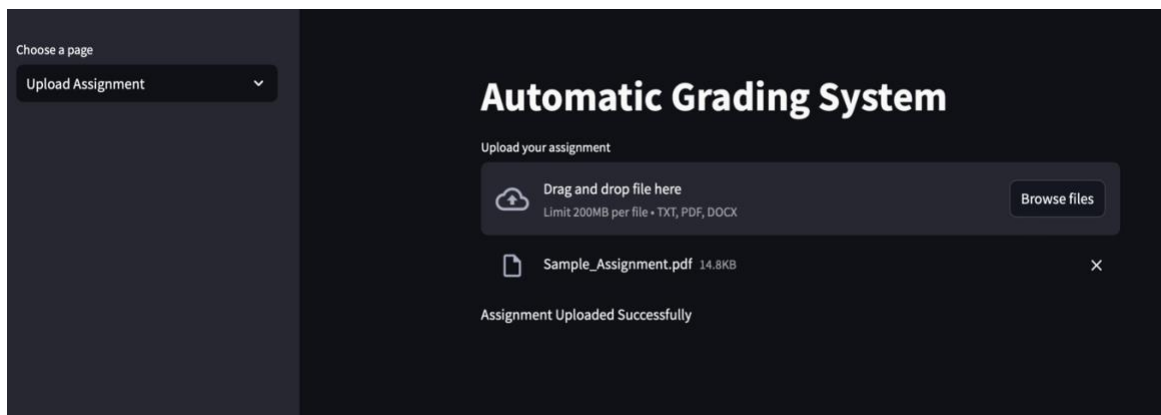 Choose a page
Upload Assignment
Automatic Grading System
Upload your assignment
Drag and drop file here
Limit 200MB per file • TXT, PDF, DOCX
Browse files
Sample_Assignment.pdf 14.8KB
Assignment Uploaded Successfully